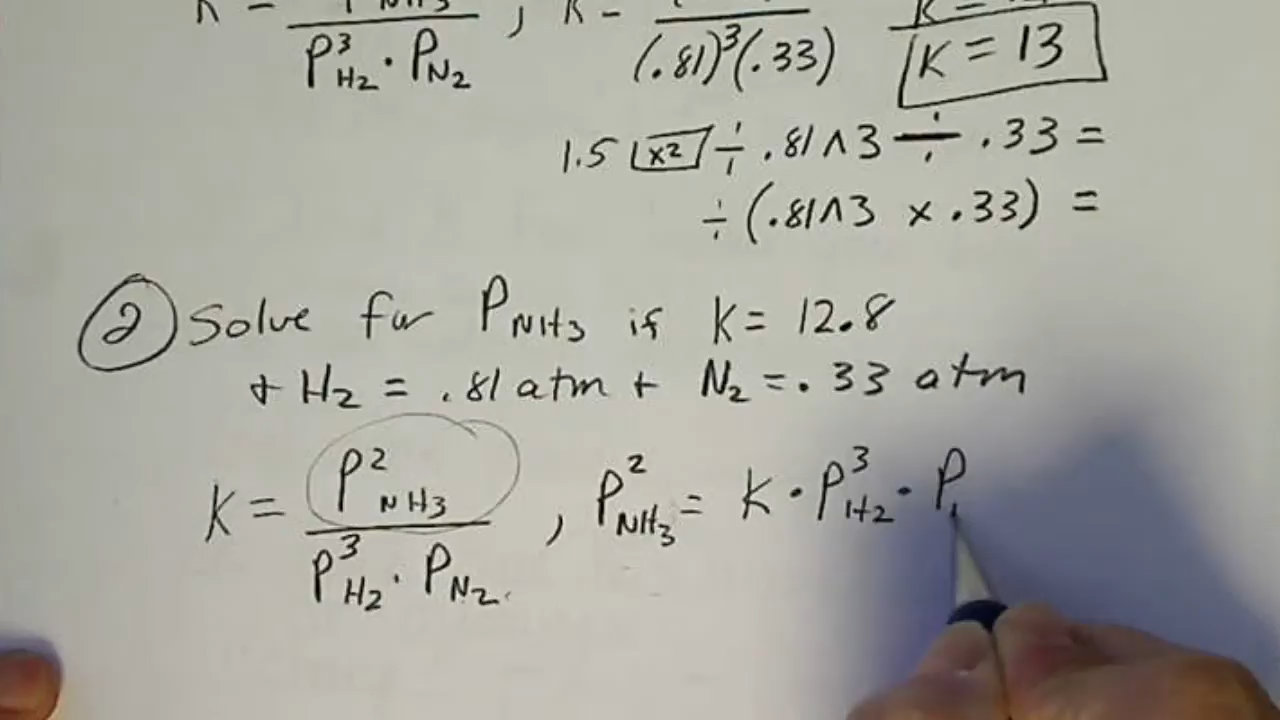 P³H₂ · PN₂ , (.81)³(.33) K = 13
1.5 x² ÷ .81∧3 ÷ .33 =
÷ (.81∧3 x .33) =
② Solve for PNH₃ if K = 12.8
+ H₂ = .81 atm + N₂ = .33 atm
K = P²NH₃ / P³H₂ · PN₂ , P²NH₃ = K · P³H₂ · P